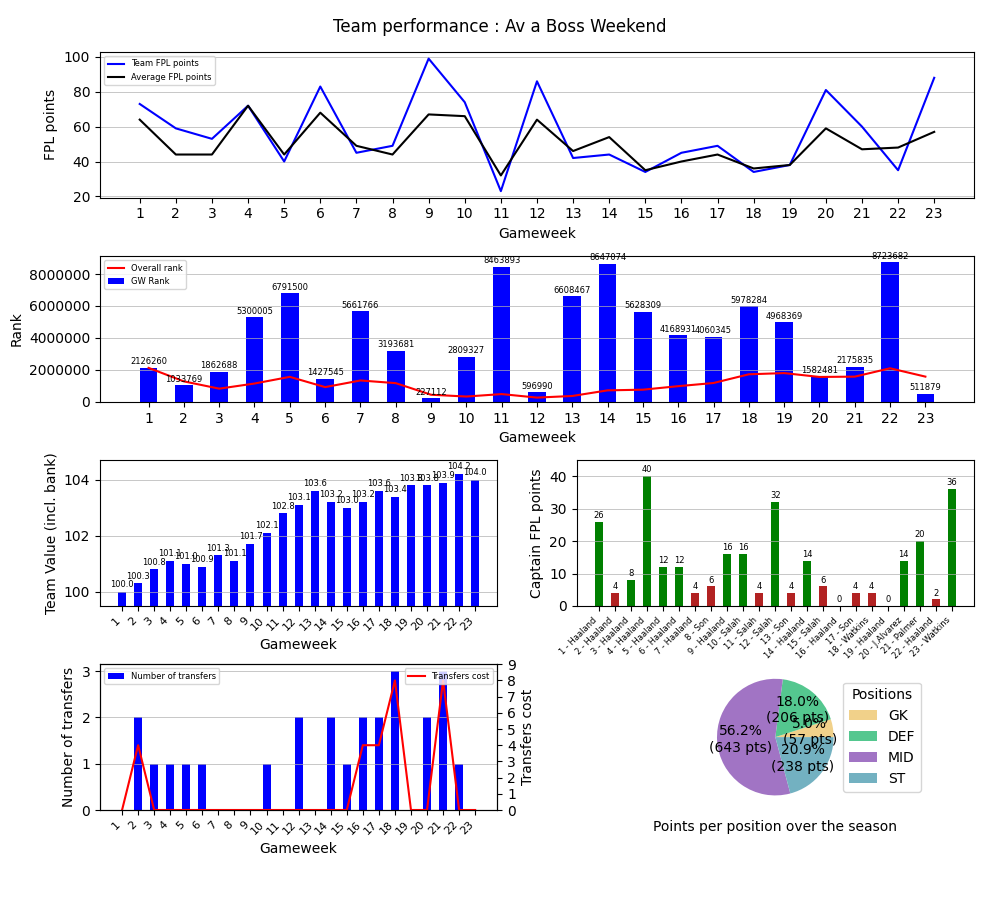 Team performance : Av a Boss Weekend
Team FPL points
Average FPL points
FPL points
100
80
60
40
20
1 2 3 4 5 6 7 8 9 10 11 12 13 14 15 16 17 18 19 20 21 22 23
Gameweek
Overall rank
GW Rank
Rank
8000000
6000000
4000000
2000000
0
2126260 1033769 1862688 5300005 6791500 1427545 5661766 3193681 227112 2809327 8463893 596990 6608467 8647074 5628309 4168931 4060345 5978284 4968369 1582481 2175835 8723682 511879
1 2 3 4 5 6 7 8 9 10 11 12 13 14 15 16 17 18 19 20 21 22 23
Gameweek
Team Value (incl. bank)
104
102
100
100.0 100.3 100.8 101.1 101.0 100.9 101.3 101.1 101.7 102.1 102.8 103.1 103.6 103.2 103.0 103.2 103.6 103.4 103.8 103.8 103.9 104.2 104.0
1 2 3 4 5 6 7 8 9 10 11 12 13 14 15 16 17 18 19 20 21 22 23
Gameweek
Captain FPL points
40
30
20
10
0
26 4 8 40 12 12 4 6 16 16 4 32 4 14 6 0 4 4 0 14 20 2 36
1 - Haaland
2 - Haaland
3 - Haaland
4 - Haaland
5 - Haaland
6 - Haaland
7 - Haaland
8 - Son
9 - Haaland
10 - Salah
11 - Salah
12 - Salah
13 - Son
14 - Haaland
15 - Salah
16 - Haaland
17 - Son
18 - Watkins
19 - Haaland
20 - J.Alvarez
21 - Palmer
22 - Haaland
23 - Watkins
Number of transfers
Transfers cost
Number of transfers
3
2
1
0
Transfers cost
9
8
7
6
5
4
3
2
1
0
1 2 3 4 5 6 7 8 9 10 11 12 13 14 15 16 17 18 19 20 21 22 23
Gameweek
18.0%
(206 pts)
5.0%
(57 pts)
56.2%
(643 pts)
20.9%
(238 pts)
Positions
GK
DEF
MID
ST
Points per position over the season